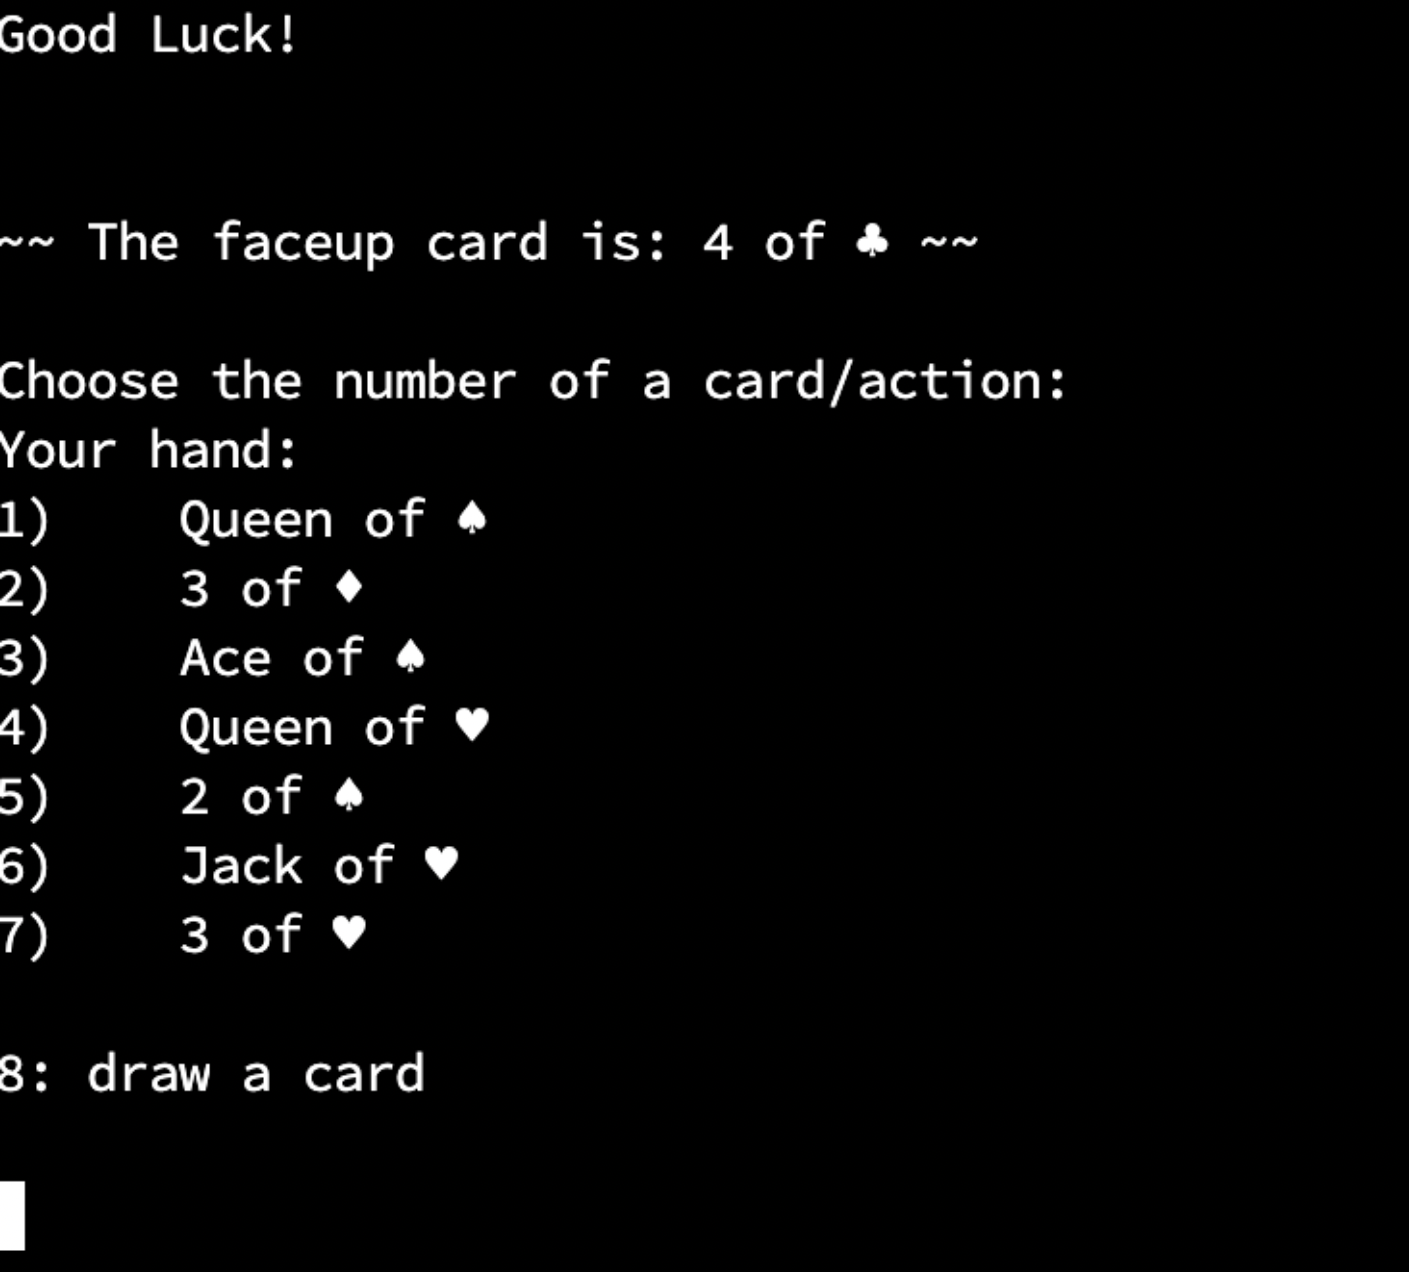 Good Luck!
~~ The faceup card is: 4 of ♣ ~~
Choose the number of a card/action:
Your hand:
1) Queen of ♠
2) 3 of ♦
3) Ace of ♠
4) Queen of ♥
5) 2 of ♠
6) Jack of ♥
7) 3 of ♥
8: draw a card